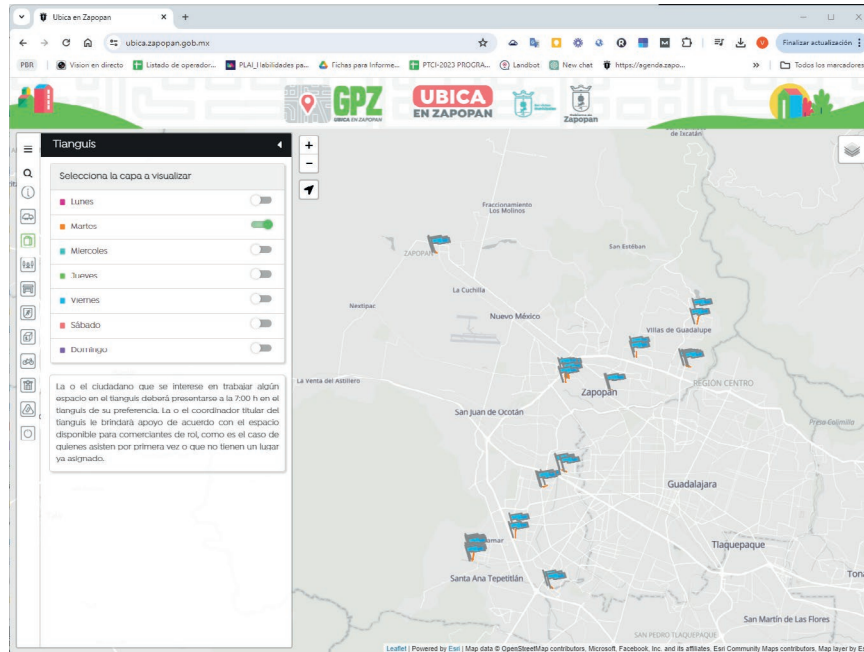 Ubica en Zapopan
ubica.zapopan.gob.mx
Finalizar actualización
PBR
Vision en directo
Listado de operador...
PLAI_Habilidades pa...
Fichas para Informe...
PTCI-2023 PROGRA...
Landbot
New chat
https://agenda.zapo...
Todos los marcadores
GPZ
UBICA EN ZAPOPAN
UBICA
EN ZAPOPAN
Zapopan
Tianguis
Selecciona la capa a visualizar
Lunes
Martes
Miercoles
Jueves
Viernes
Sábado
Domingo
La o el ciudadano que se interese en trabajar algún
espacio en el tianguis deberá presentarse a la 7:00 h en el
tianguis de su preferencia. La o el coordinador titular del
tianguis le brindará apoyo de acuerdo con el espacio
disponible para comerciantes de rol, como es el caso de
quienes asisten por primera vez o que no tienen un lugar
ya asignado.
+
−
de Ixcatán
Fraccionamiento
Los Molinos
ZAPOPAN
San Esteban
La Cuchilla
Nextipac
Nuevo México
Villas de Guadalupe
La Venta del Astillero
Zapopan
REGIÓN CENTRO
San Juan de Ocotán
Presa Colimilla
Guadalajara
Tlaquepaque
Santa Ana Tepetitlán
San Martín de Las Flores
SAN PEDRO TLAQUEPAQUE
Leaflet | Powered by Esri | Map data © OpenStreetMap contributors, Microsoft, Facebook, Inc. and its affiliates, Esri Community Maps contributors, Map layer by Es